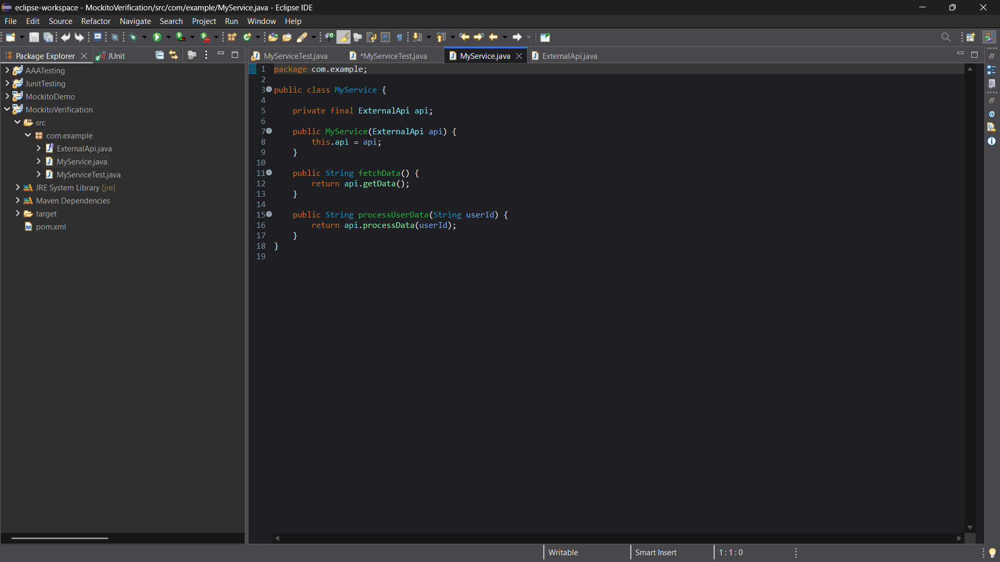 eclipse-workspace - MockitoVerification/src/com/example/MyService.java - Eclipse IDE
File Edit Source Refactor Navigate Search Project Run Window Help
Package Explorer JUnit
MyServiceTest.java *MyServiceTest.java MyService.java ExternalApi.java
AAATesting
JunitTesting
MockitoDemo
MockitoVerification
src
com.example
ExternalApi.java
MyService.java
MyServiceTest.java
JRE System Library [jre]
Maven Dependencies
target
pom.xml
1 package com.example;
2
3 public class MyService {
4
5 private final ExternalApi api;
6
7 public MyService(ExternalApi api) {
8 this.api = api;
9 }
10
11 public String fetchData() {
12 return api.getData();
13 }
14
15 public String processUserData(String userId) {
16 return api.processData(userId);
17 }
18 }
19
Writable Smart Insert 1 : 1 : 0